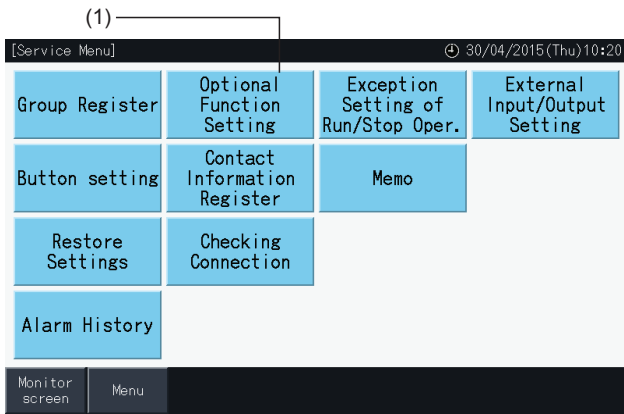 (1)
[Service Menu] 30/04/2015(Thu)10:20
Group Register
Optional
Function
Setting
Exception
Setting of
Run/Stop Oper.
External
Input/Output
Setting
Button setting
Contact
Information
Register
Memo
Restore
Settings
Checking
Connection
Alarm History
Monitor
screen
Menu